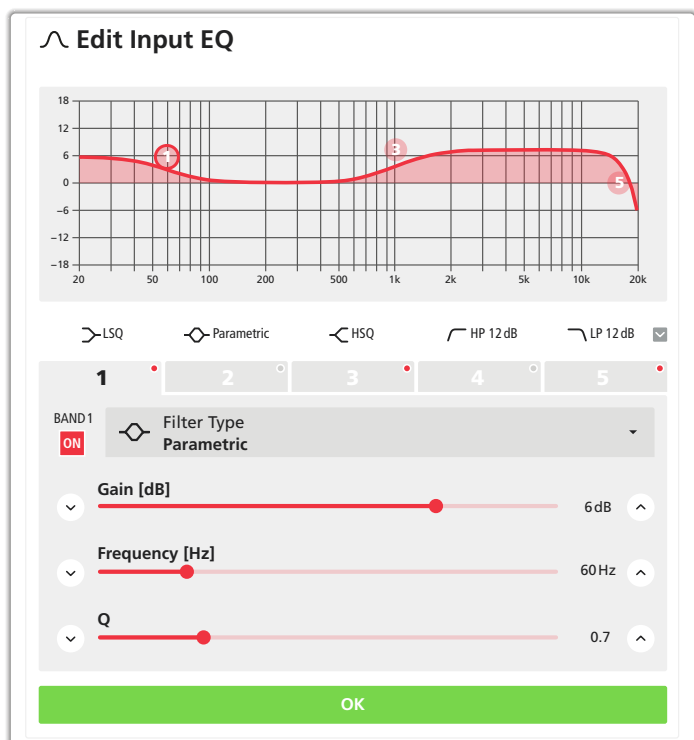 Edit Input EQ
18
12
6
0
−6
−12
−18
1
3
5
20 50 100 200 500 1k 2k 5k 10k 20k
LSQ Parametric HSQ HP 12 dB LP 12 dB
1 2 3 4 5
BAND 1
ON
Filter Type
Parametric
Gain [dB]
6 dB
Frequency [Hz]
60 Hz
Q
0.7
OK